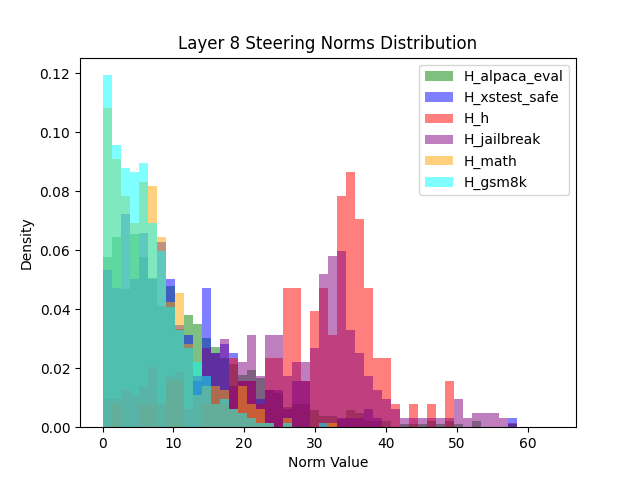 Layer 8 Steering Norms Distribution
H_alpaca_eval
H_xstest_safe
H_h
H_jailbreak
H_math
H_gsm8k
Density
0.12
0.10
0.08
0.06
0.04
0.02
0.00
0 10 20 30 40 50 60
Norm Value